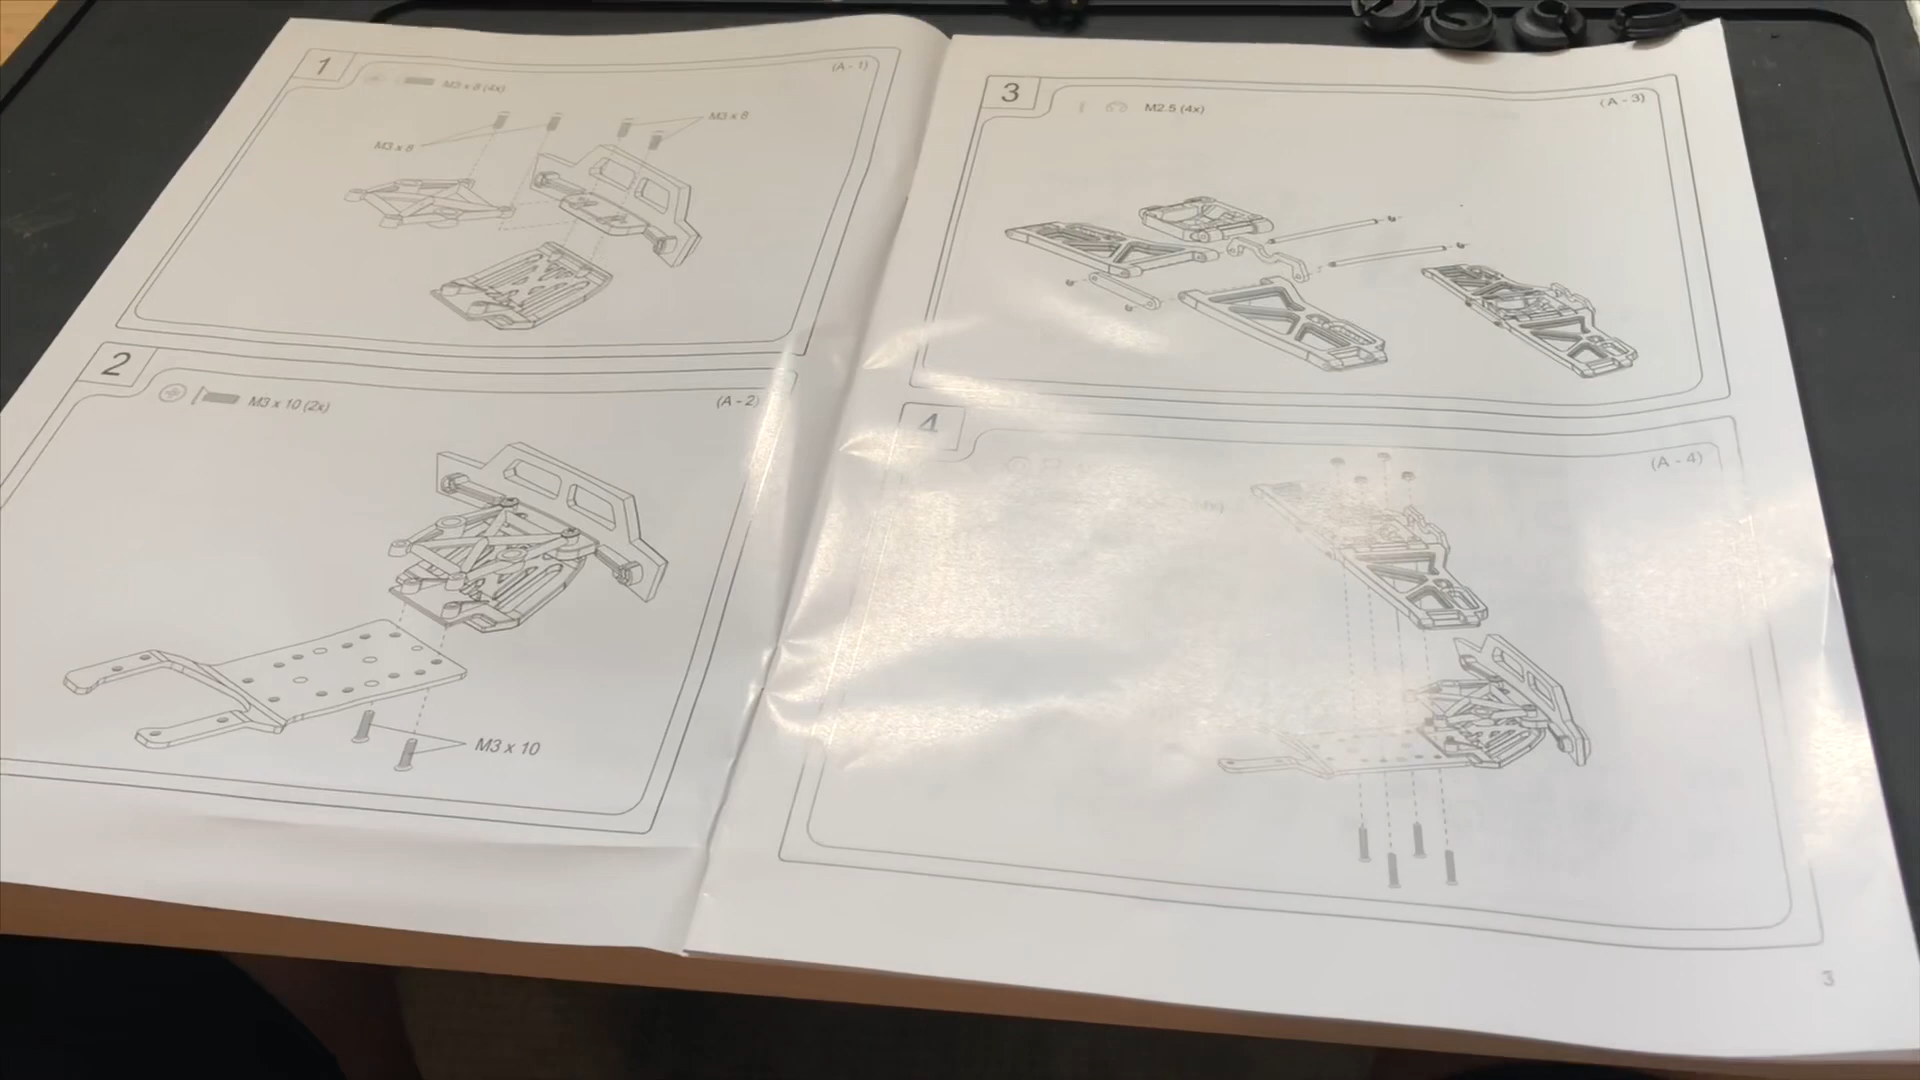 1
M3 x 8 (4x)
(A - 1)
M3 x 8
M3 x 8
2
M3 x 10 (2x)
(A - 2)
M3 x 10
3
M2.5 (4x)
(A - 3)
4
(A - 4)
3